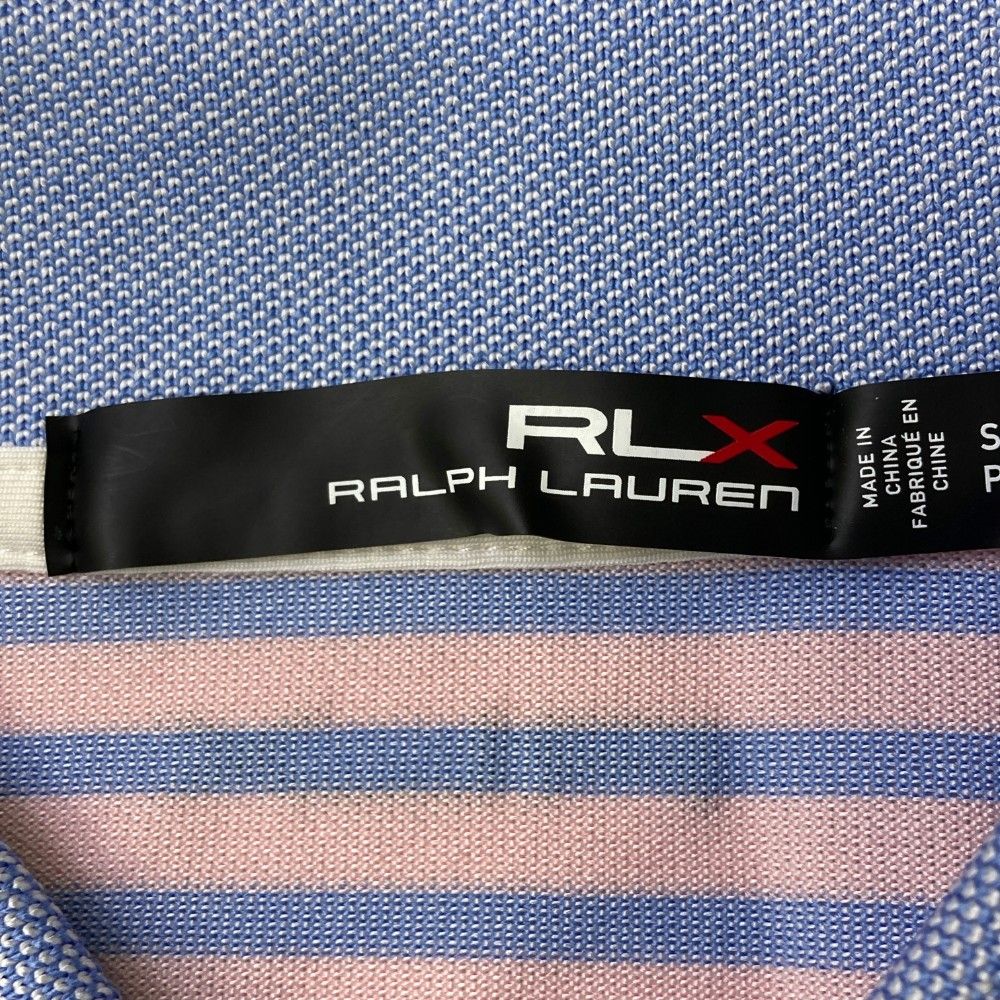 RLX
RALPH LAUREN
MADE IN
CHINA
FABRIQUÉ EN
CHINE
S
P